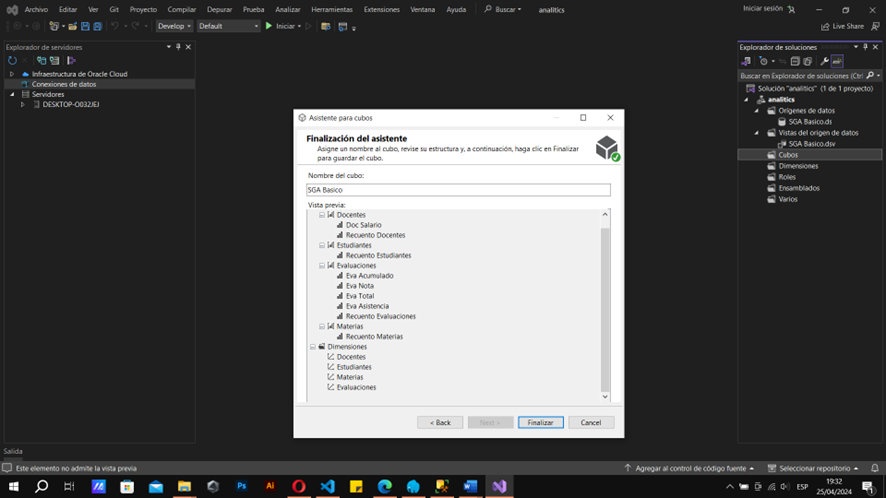 Archivo Editar Ver Git Proyecto Compilar Depurar Prueba Analizar Herramientas Extensiones Ventana Ayuda Buscar analitics Iniciar sesión
Develop Default Iniciar Live Share
Explorador de servidores
Infraestructura de Oracle Cloud
Conexiones de datos
Servidores
DESKTOP-O032JEJ
Asistente para cubos
Finalización del asistente
Asigne un nombre al cubo, revise su estructura y, a continuación, haga clic en Finalizar
para guardar el cubo.
Nombre del cubo:
SGA Basico
Vista previa:
Docentes
Doc Salario
Recuento Docentes
Estudiantes
Recuento Estudiantes
Evaluaciones
Eva Acumulado
Eva Nota
Eva Total
Eva Asistencia
Recuento Evaluaciones
Materias
Recuento Materias
Dimensiones
Docentes
Estudiantes
Materias
Evaluaciones
< Back Next > Finalizar Cancel
Explorador de soluciones
Buscar en Explorador de soluciones (Ctrl
Solución "analitics" (1 de 1 proyecto)
analitics
Orígenes de datos
SGA Basico.ds
Vistas del origen de datos
SGA Basico.dsv
Cubos
Dimensiones
Roles
Ensamblados
Varios
Salida
Este elemento no admite la vista previa Agregar al control de código fuente Seleccionar repositorio
Ps Ai ESP 19:32
25/04/2024